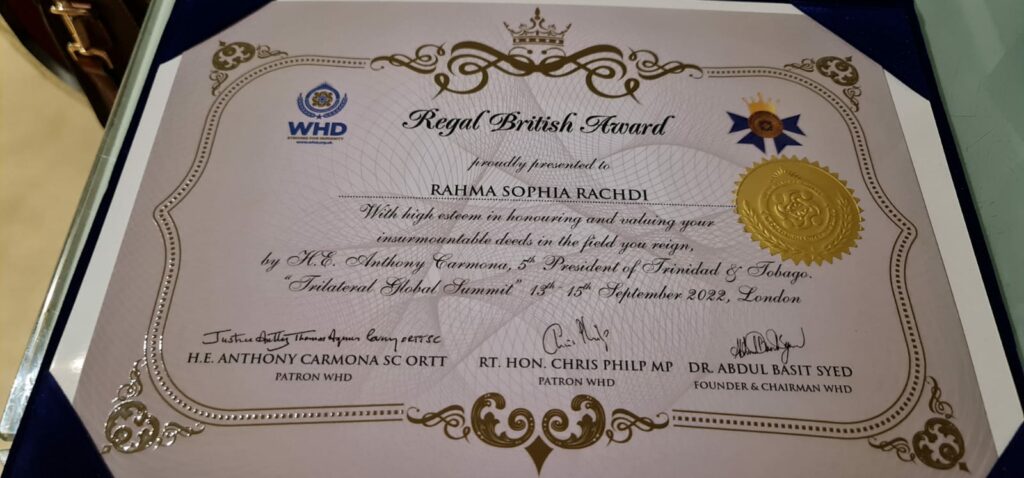 WHD
STRIVING FOR HUMANITY
Regal British Award
proudly presented to
RAHMA SOPHIA RACHDI
With high esteem in honouring and valuing your
insurmountable deeds in the field you reign,
by H.E. Anthony Carmona, 5th President of Trinidad & Tobago.
"Trilateral Global Summit" 13th - 15th September 2022, London
H.E. ANTHONY CARMONA SC ORTT
PATRON WHD
RT. HON. CHRIS PHILP MP
PATRON WHD
DR. ABDUL BASIT SYED
FOUNDER & CHAIRMAN WHD